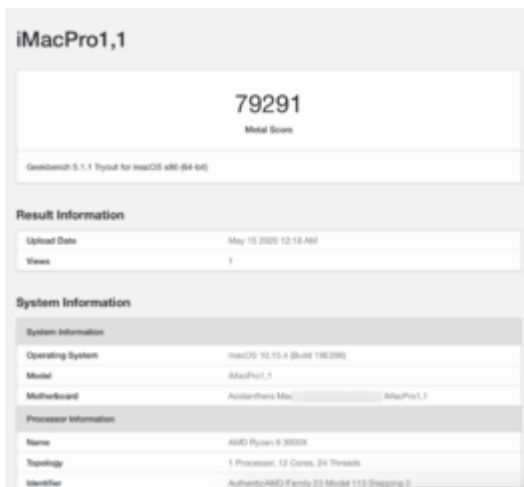 iMacPro1,1
79291
Metal Score
Geekbench 5.1.1 Tryout for macOS x86 (64-bit)
Result Information
Upload Date May 15 2020 12:18 AM
Views 1
System Information
System Information
Operating System macOS 10.15.4 (Build 19E266)
Model iMacPro1,1
Motherboard Acidanthera Mac iMacPro1,1
Processor Information
Name AMD Ryzen 9 3900X
Topology 1 Processor, 12 Cores, 24 Threads
Identifier AuthenticAMD Family 23 Model 113 Stepping 0